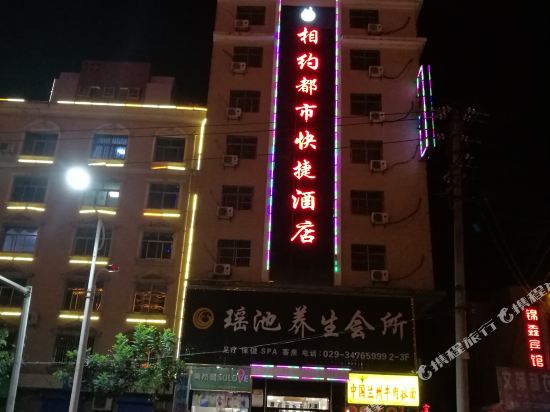 相约都市快捷酒店
瑶池养生会所
足疗 保健 SPA 客房 电话:029-34765999 2-3F
中国兰州牛肉拉面
锦鑫宾馆
携程旅行